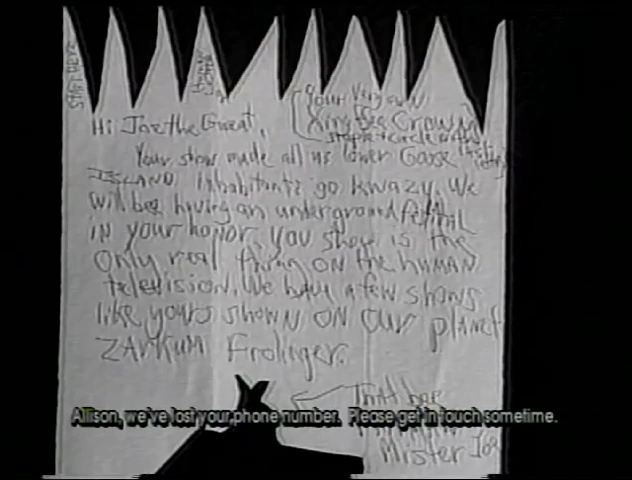 Your Very own
King Bee Crown
Hi Joe the Great,
Your show made all us lower Goose
ISLAND inhabitants go kwazy. We
will bee having an underground
in your honor. you show is the
only real thing on the human
television. We have a few shows
like yours shown on our planet
ZARKUM Frolinger.
That bee
Mister Joe
Allison, we've lost your phone number. Please get in touch sometime.